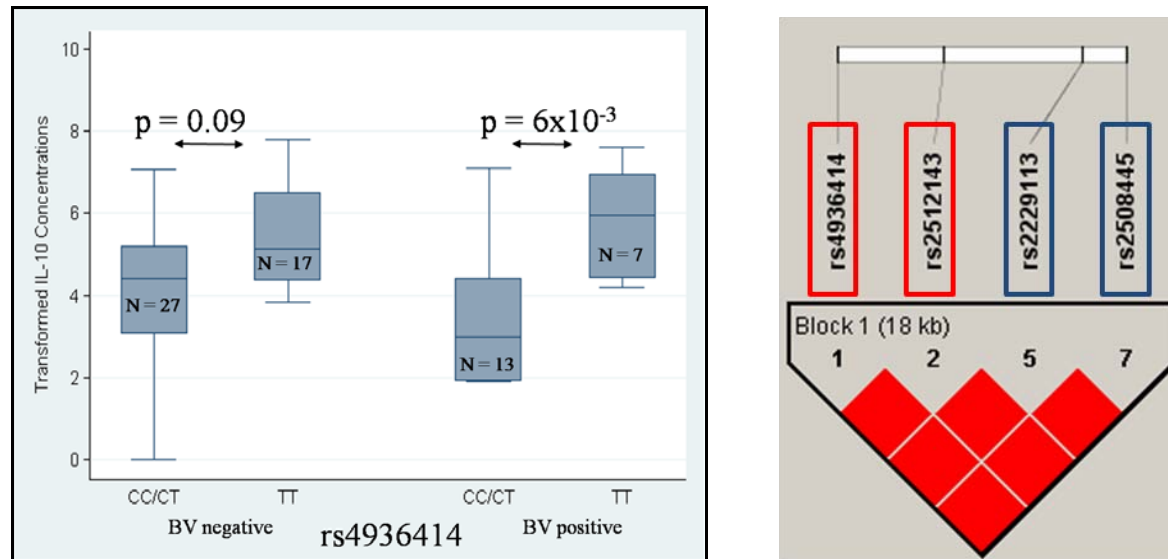 Transformed IL-10 Concentrations
10
8
6
4
2
0
p = 0.09
p = 6x10⁻³
N = 27
N = 17
N = 13
N = 7
CC/CT
TT
CC/CT
TT
BV negative
rs4936414
BV positive
rs4936414
rs2512143
rs2229113
rs2508445
Block 1 (18 kb)
1 2 5 7